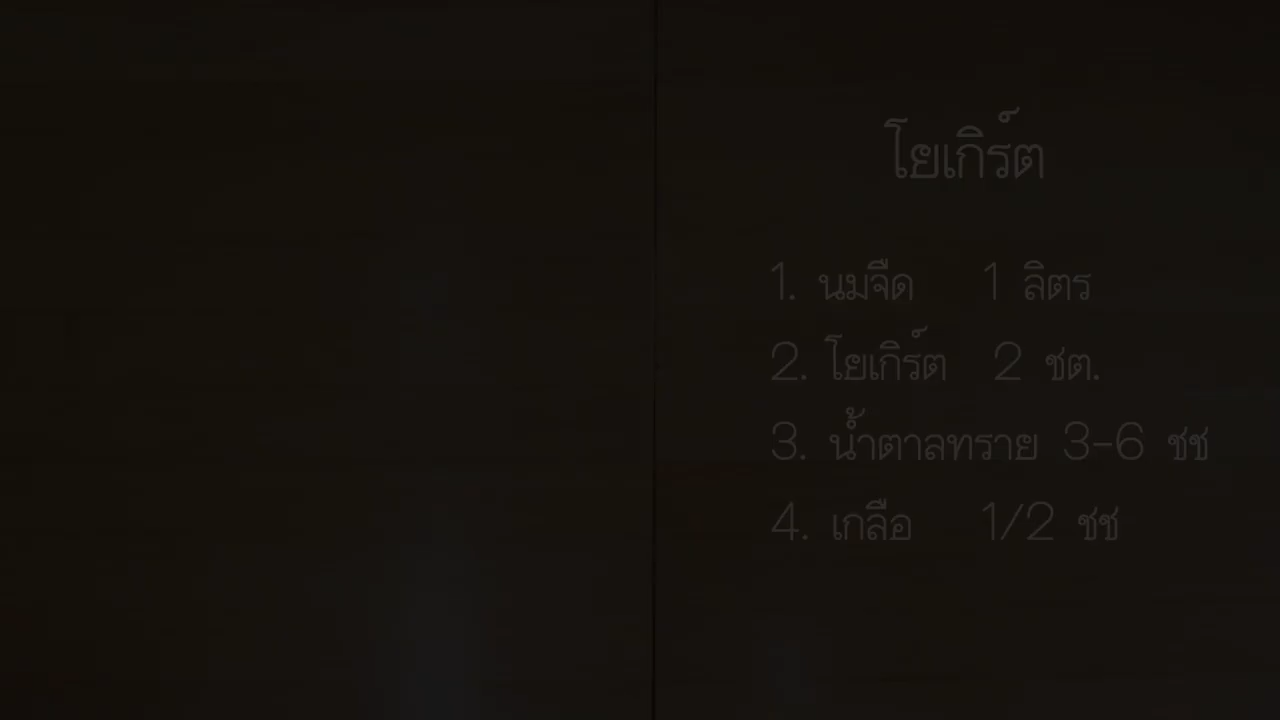 โยเกิร์ต
1. นมจืด 1 ลิตร
2. โยเกิร์ต 2 ชต.
3. น้ำตาลทราย 3-6 ชช
4. เกลือ 1/2 ชช